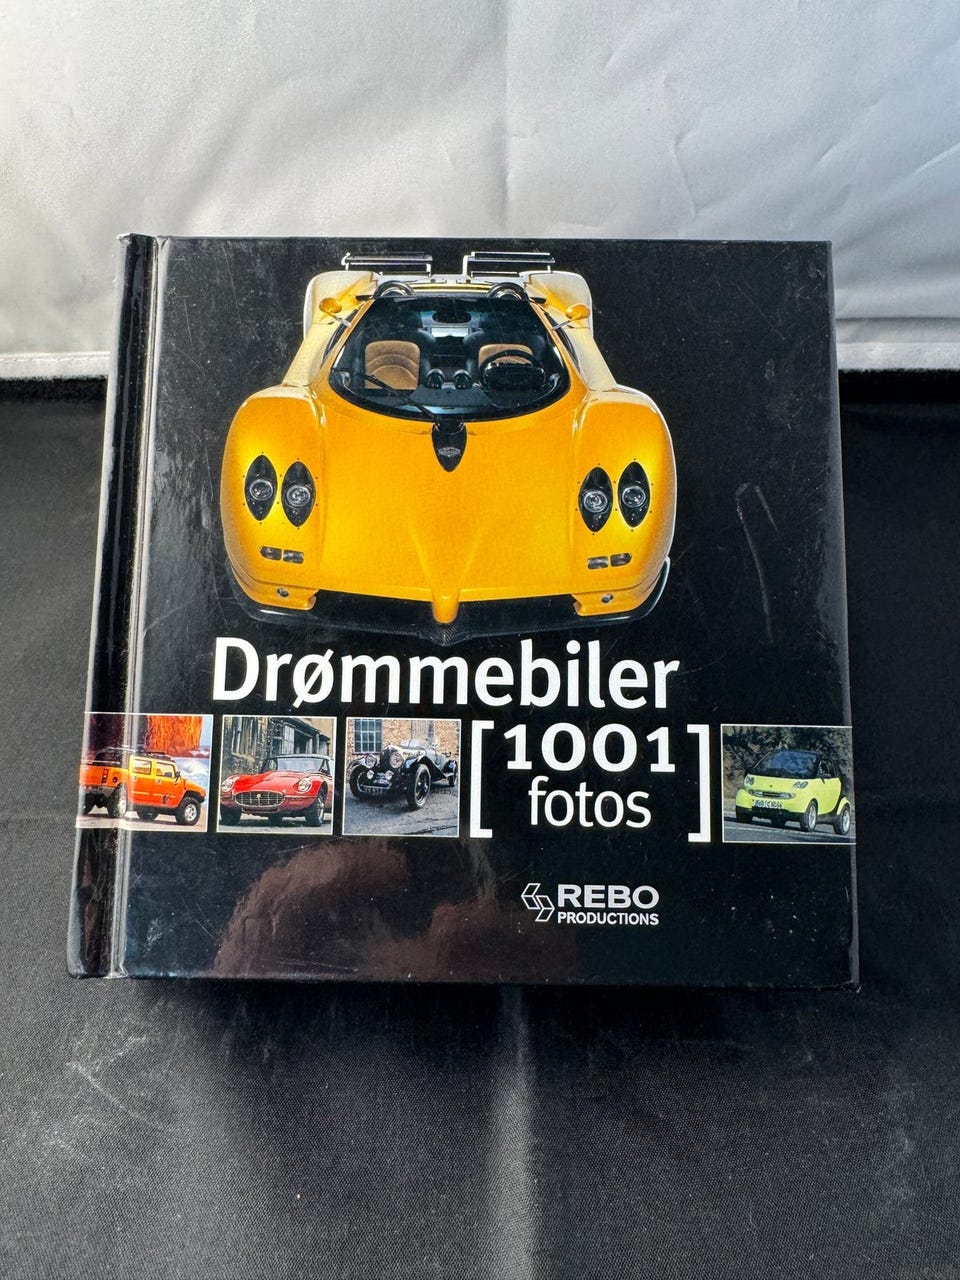 Drømmebiler
[1001
fotos]
REBO
PRODUCTIONS